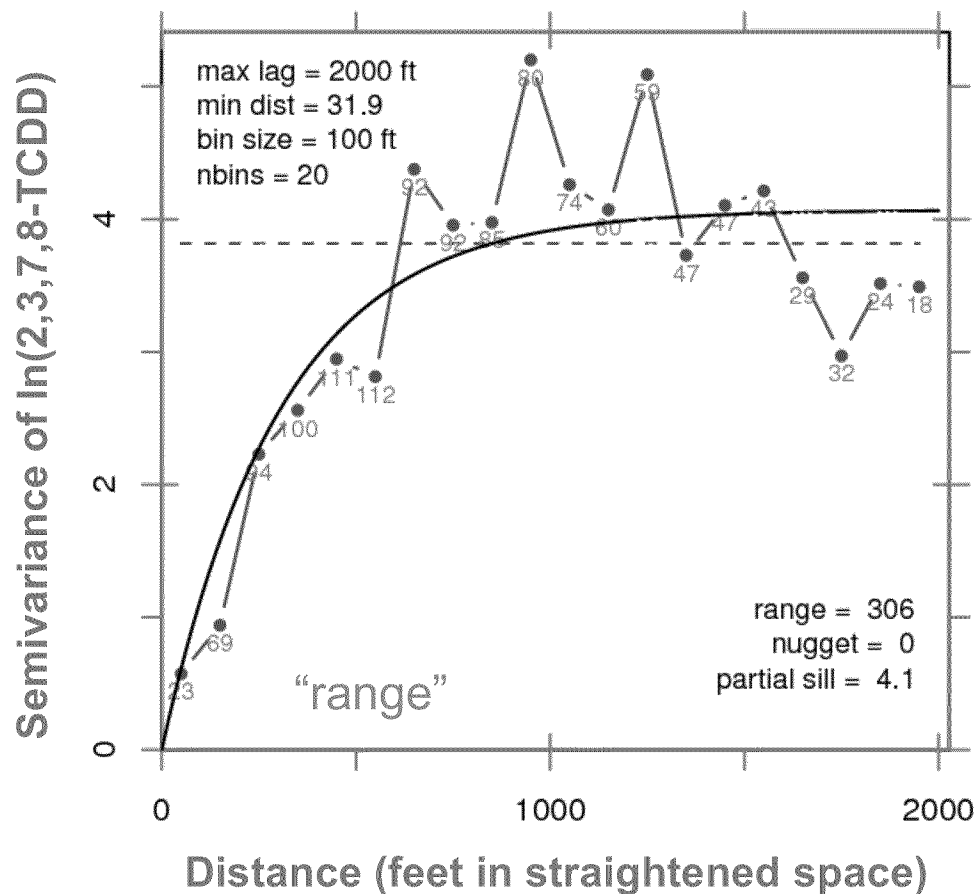 Semivariance of ln(2,3,7,8-TCDD)
max lag = 2000 ft
min dist = 31.9
bin size = 100 ft
nbins = 20
4
2
0
23
69
94
100
111
112
92
92
85
80
74
60
59
47
47
43
29
32
24
18
"range"
range = 306
nugget = 0
partial sill = 4.1
0
1000
2000
Distance (feet in straightened space)